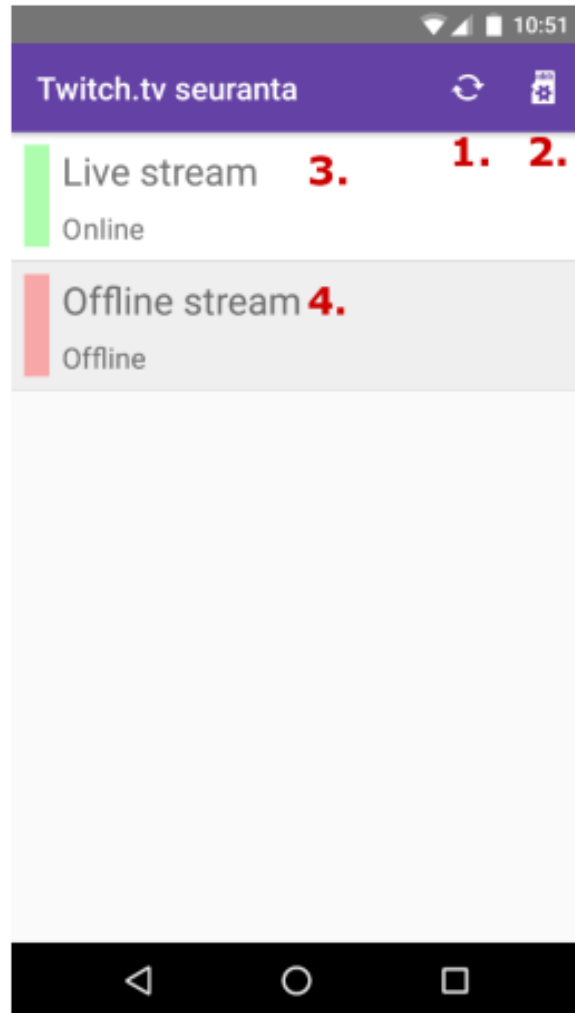 10:51
Twitch.tv seuranta
1. 2.
Live stream 3.
Online
Offline stream 4.
Offline